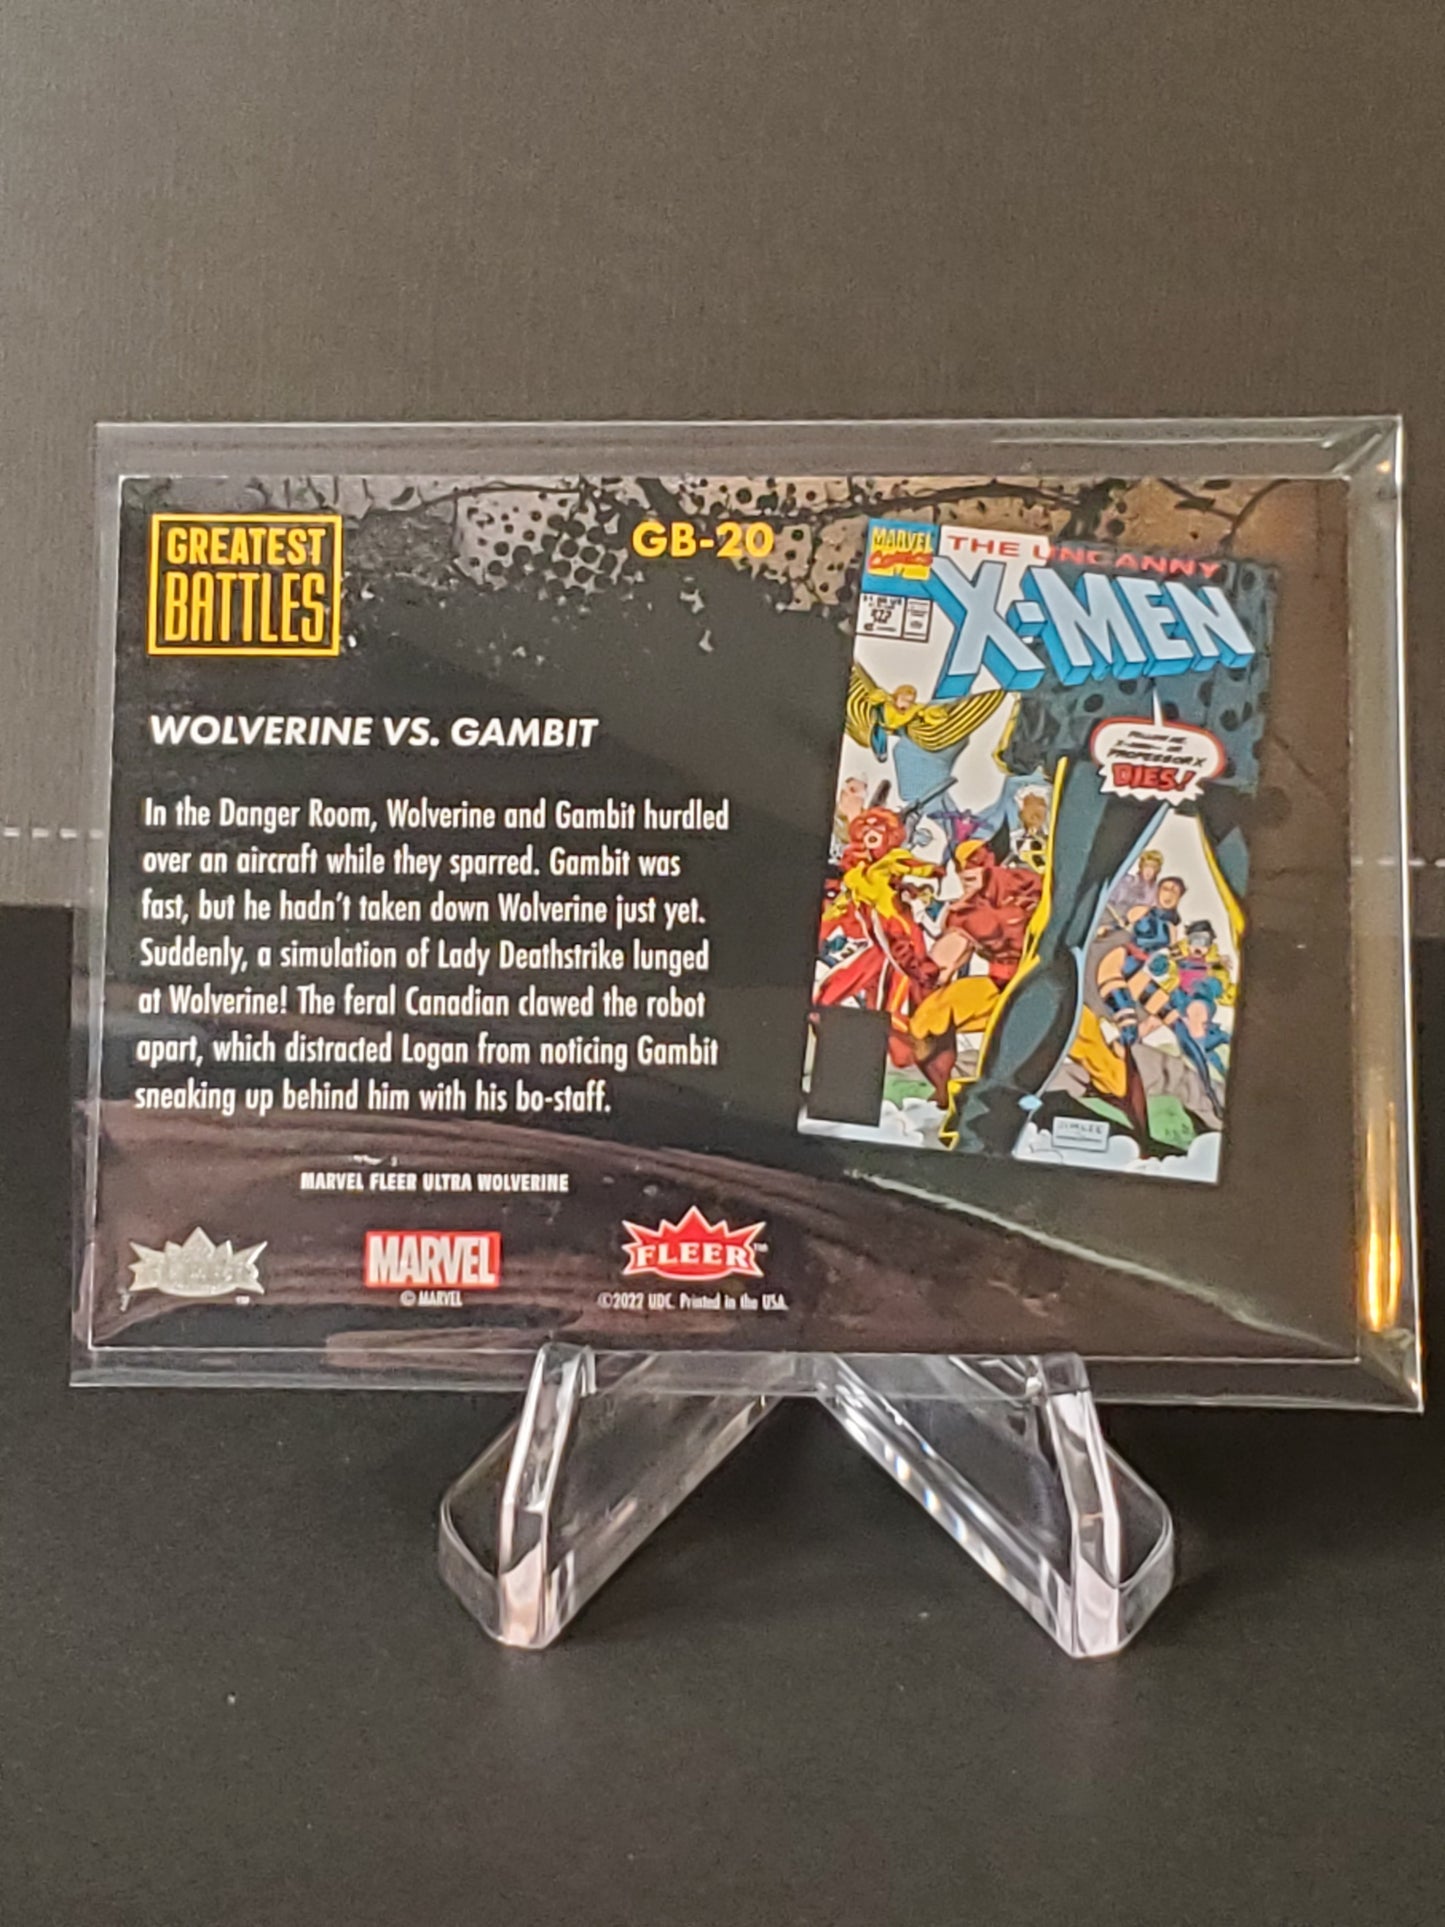 GREATEST
BATTLES
GB-20
WOLVERINE VS. GAMBIT
In the Danger Room, Wolverine and Gambit hurdled
over an aircraft while they sparred. Gambit was
fast, but he hadn't taken down Wolverine just yet.
Suddenly, a simulation of Lady Deathstrike lunged
at Wolverine! The feral Canadian clawed the robot
apart, which distracted Logan from noticing Gambit
sneaking up behind him with his bo-staff.
MARVEL FLEER ULTRA WOLVERINE
MARVEL
© MARVEL
FLEER™
©2022 UDC. Printed in the USA.
MARVEL
COMICS
THE UNCANNY
X-MEN
PROFESSOR X
DIES!
JIM LEE